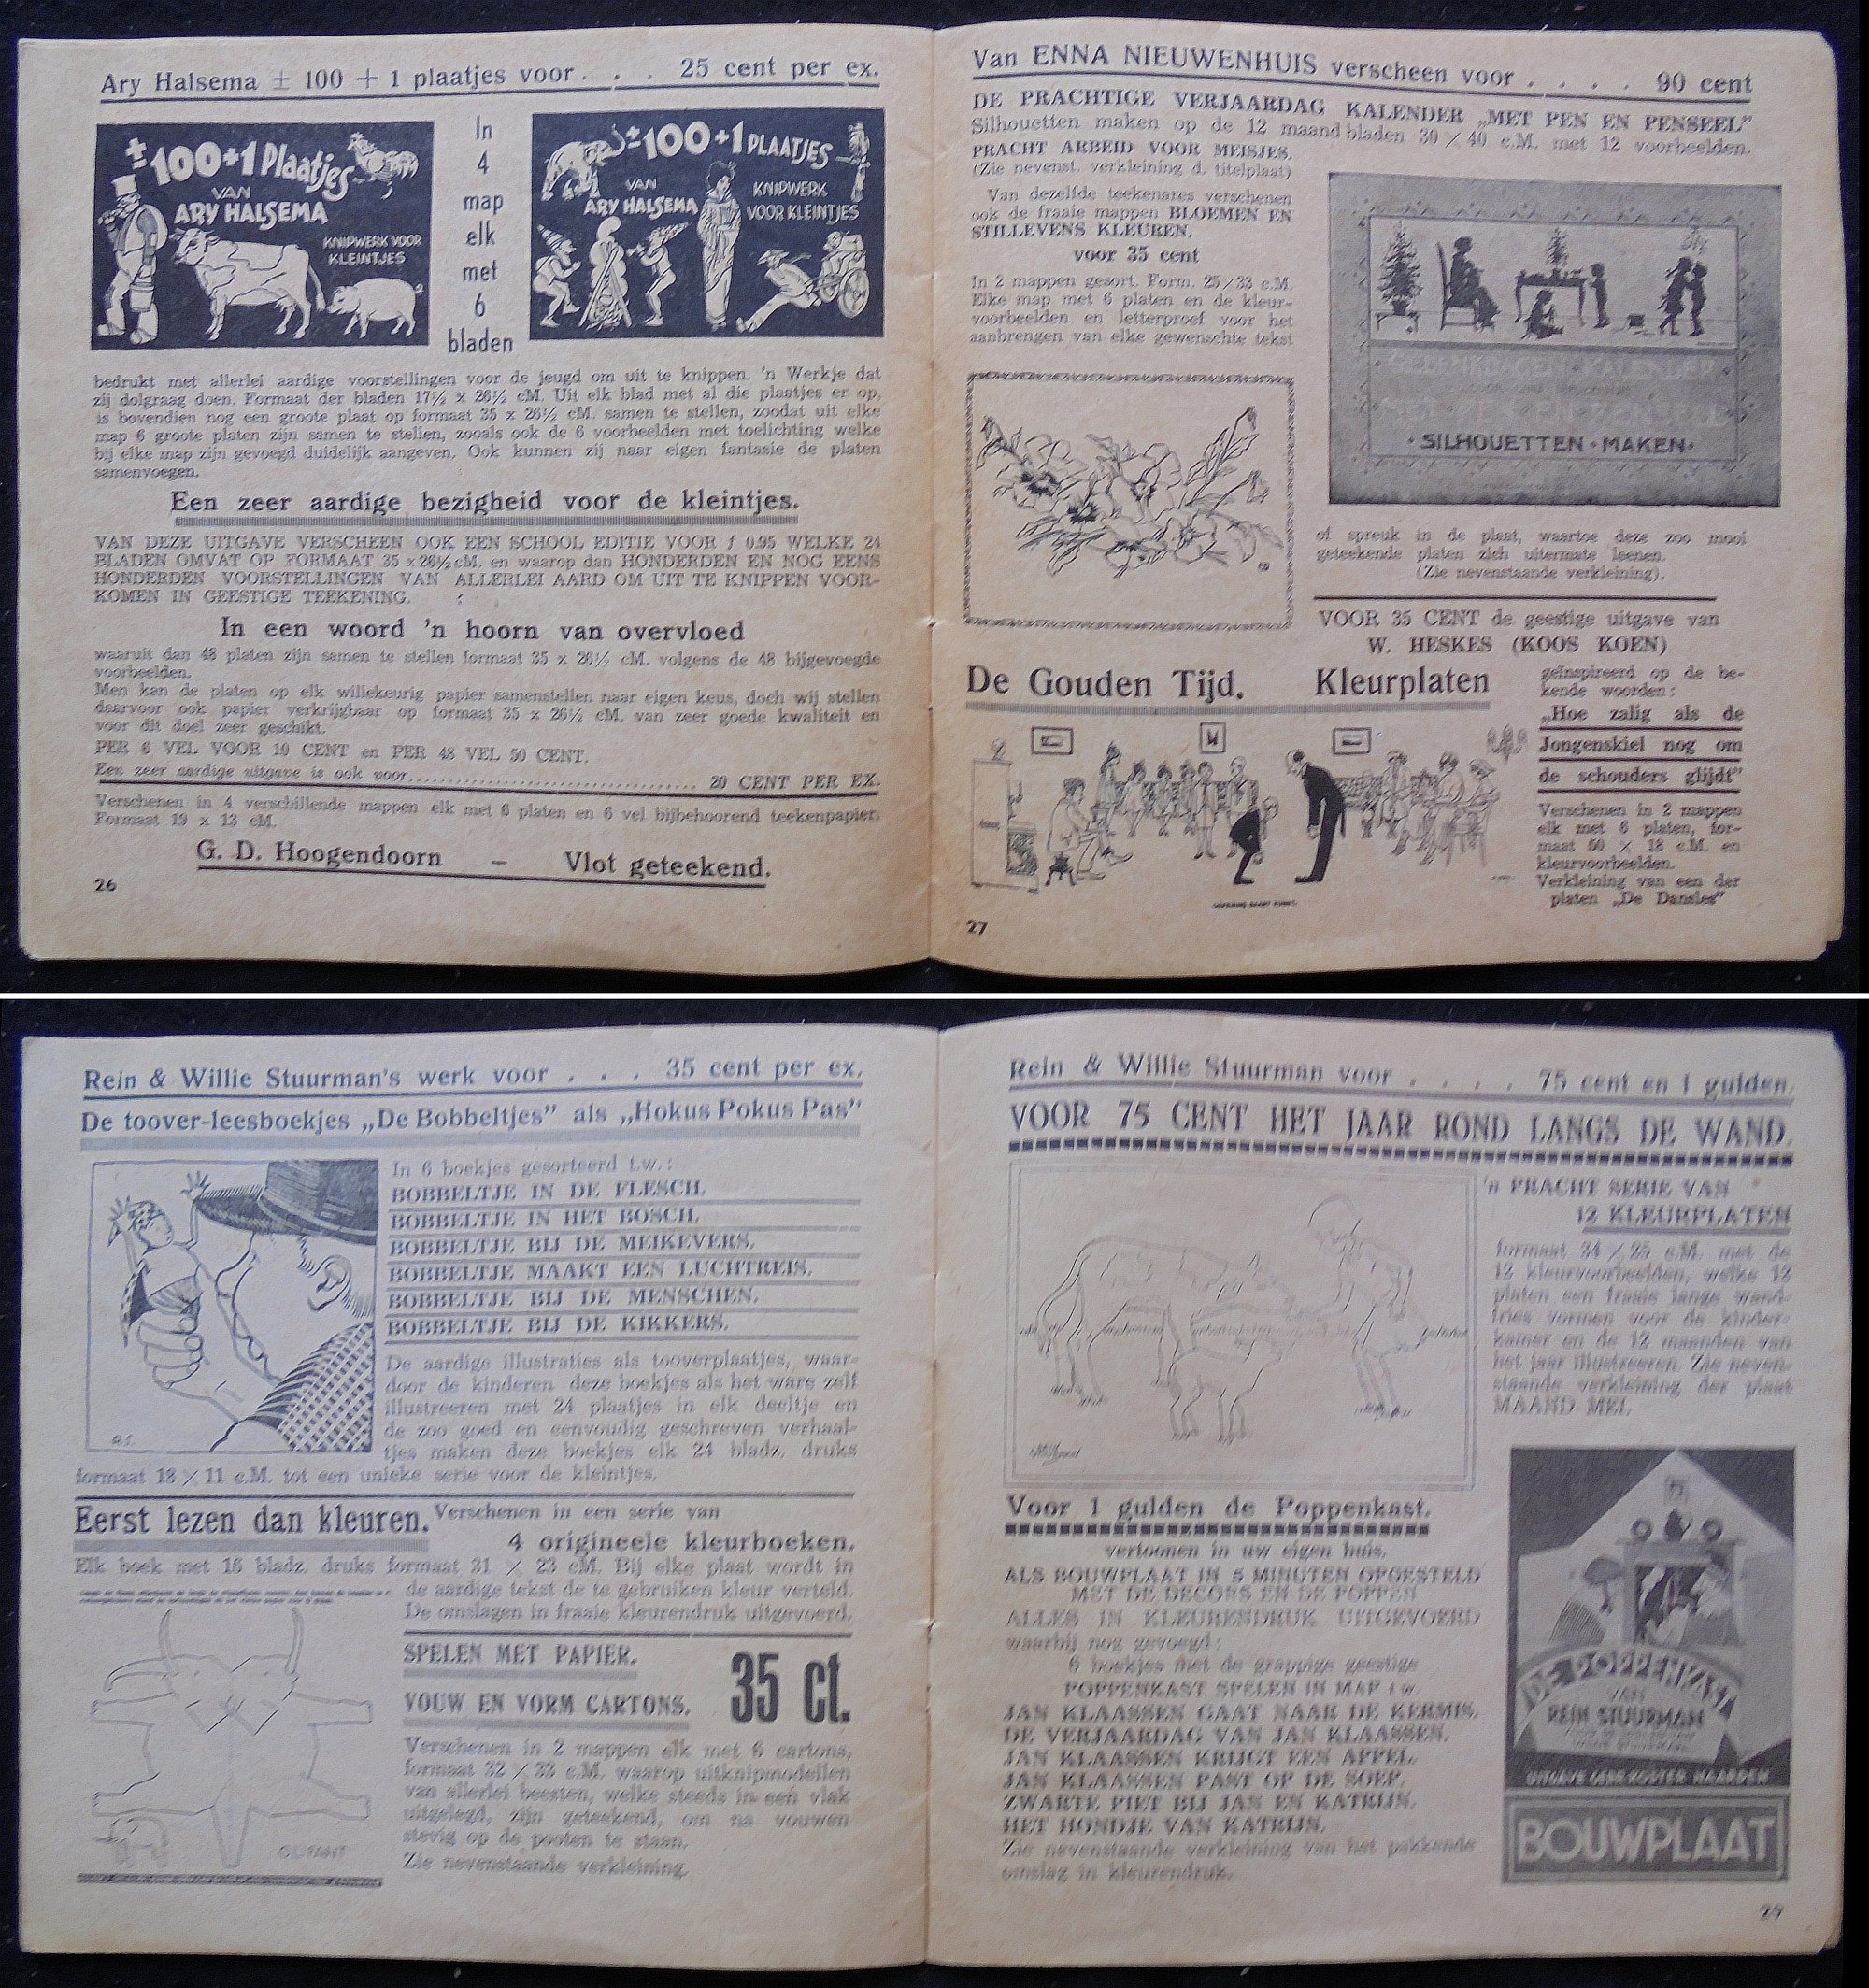 Ary Halsema ± 100 + 1 plaatjes voor . . . 25 cent per ex.
± 100+1 Plaatjes
VAN
ARY HALSEMA
KNIPWERK VOOR
KLEINTJES
In
4
map
elk
met
6
bladen
± 100+1 PLAATJES
VAN
ARY HALSEMA
KNIPWERK
VOOR KLEINTJES
bedrukt met allerlei aardige voorstellingen voor de jeugd om uit te knippen. 'n Werkje dat
zij dolgraag doen. Formaat der bladen 17½ x 26½ cM. Uit elk blad met al die plaatjes er op,
is bovendien nog een groote plaat op formaat 35 x 26½ cM. samen te stellen, zoodat uit elke
map 6 groote platen zijn samen te stellen, zooals ook de 6 voorbeelden met toelichting welke
bij elke map zijn gevoegd duidelijk aangeven. Ook kunnen zij naar eigen fantasie de platen
samenvoegen.
Een zeer aardige bezigheid voor de kleintjes.
VAN DEZE UITGAVE VERSCHEEN OOK EEN SCHOOL EDITIE VOOR ƒ 0.95 WELKE 24
BLADEN OMVAT OP FORMAAT 35 x 26½ cM. en waarop dan HONDERDEN EN NOG EENS
HONDERDEN VOORSTELLINGEN VAN ALLERLEI AARD OM UIT TE KNIPPEN VOOR-
KOMEN IN GEESTIGE TEEKENING.
In een woord 'n hoorn van overvloed
waaruit dan 48 platen zijn samen te stellen formaat 35 x 26½ cM. volgens de 48 bijgevoegde
voorbeelden.
Men kan de platen op elk willekeurig papier samenstellen naar eigen keus, doch wij stellen
daarvoor ook papier verkrijgbaar op formaat 35 x 26½ cM. van zeer goede kwaliteit en
voor dit doel zeer geschikt.
PER 6 VEL VOOR 10 CENT en PER 48 VEL 50 CENT.
Een zeer aardige uitgave is ook voor........................................ 20 CENT PER EX.
Verschenen in 4 verschillende mappen elk met 6 platen en 6 vel bijbehoorend teekenpapier.
Formaat 19 x 13 cM.
G. D. Hoogendoorn – Vlot geteekend.
26
Van ENNA NIEUWENHUIS verscheen voor . . . . 90 cent
DE PRACHTIGE VERJAARDAG KALENDER „MET PEN EN PENSEEL”
Silhouetten maken op de 12 maandbladen 30 × 40 c.M. met 12 voorbeelden.
PRACHT ARBEID VOOR MEISJES.
(Zie nevenst. verkleining d. titelplaat)
Van dezelfde teekenares verschenen
ook de fraaie mappen BLOEMEN EN
STILLEVENS KLEUREN.
voor 35 cent
In 2 mappen gesort. Form. 25×33 c.M.
Elke map met 6 platen en de kleur-
voorbeelden en letterproef voor het
aanbrengen van elke gewenschte tekst
· SILHOUETTEN · MAKEN ·
of spreuk in de plaat, waartoe deze zoo mooi
geteekende platen zich uitermate leenen.
(Zie nevenstaande verkleining).
VOOR 35 CENT de geestige uitgave van
W. HESKES (KOOS KOEN)
De Gouden Tijd. Kleurplaten
geïnspireerd op de be-
kende woorden:
„Hoe zalig als de
Jongenskiel nog om
de schouders glijdt”
Verschenen in 2 mappen
elk met 6 platen, for-
maat 60 × 18 c.M. en
kleurvoorbeelden.
Verkleining van een der
platen „De Dansles”
27
Rein & Willie Stuurman's werk voor . . . 35 cent per ex.
De toover-leesboekjes „De Bobbeltjes” als „Hokus Pokus Pas”
In 6 boekjes gesorteerd t.w.:
BOBBELTJE IN DE FLESCH.
BOBBELTJE IN HET BOSCH.
BOBBELTJE BIJ DE MEIKEVERS.
BOBBELTJE MAAKT EEN LUCHTREIS.
BOBBELTJE BIJ DE MENSCHEN.
BOBBELTJE BIJ DE KIKKERS.
R.S.
De aardige illustraties als tooverplaatjes, waar-
door de kinderen deze boekjes als het ware zelf
illustreeren met 24 plaatjes in elk deeltje en
de zoo goed en eenvoudig geschreven verhaal-
tjes maken deze boekjes elk 24 bladz. druks
formaat 18 × 11 c.M. tot een unieke serie voor de kleintjes.
Eerst lezen dan kleuren. Verschenen in een serie van
4 origineele kleurboeken.
Elk boek met 16 bladz. druks formaat 31 × 23 cM. Bij elke plaat wordt in
de aardige tekst de te gebruiken kleur verteld.
De omslagen in fraaie kleurendruk uitgevoerd.
SPELEN MET PAPIER.
VOUW EN VORM CARTONS.
35 ct.
Verschenen in 2 mappen elk met 6 cartons,
formaat 32 × 33 c.M. waarop uitknipmodellen
van allerlei beesten, welke steeds in één vlak
uitgelegd, zijn geteekend, om na vouwen
stevig op de pooten te staan.
Zie nevenstaande verkleining.
OLIFANT
Rein & Willie Stuurman voor . . . . 75 cent en 1 gulden.
VOOR 75 CENT HET JAAR ROND LANGS DE WAND.
'n PRACHT SERIE VAN
12 KLEURPLATEN
formaat 34 × 25 c.M. met de
12 kleurvoorbeelden, welke 12
platen een fraaie lange wand-
fries vormen voor de kinder-
kamer en de 12 maanden van
het jaar illustreeren. Zie neven-
staande verkleining der plaat
MAAND MEI.
Voor 1 gulden de Poppenkast.
vertoonen in uw eigen huis.
ALS BOUWPLAAT IN 5 MINUTEN OPGESTELD
MET DE DECORS EN DE POPPEN
ALLES IN KLEURENDRUK UITGEVOERD
waarbij nog gevoegd:
6 boekjes met de grappige geestige
POPPENKAST SPELEN IN MAP t.w.
JAN KLAASSEN GAAT NAAR DE KERMIS.
DE VERJAARDAG VAN JAN KLAASSEN.
JAN KLAASSEN KRIJGT EEN APPEL.
JAN KLAASSEN PAST OP DE SOEP.
ZWARTE PIET BIJ JAN EN KATRIJN.
HET HONDJE VAN KATRIJN.
Zie nevenstaande verkleining van het pakkende
omslag in kleurendruk.
DE POPPENKAST
VAN
REIN STUURMAN
UITGAVE GEBR. KOSTER NAARDEN
BOUWPLAAT
29